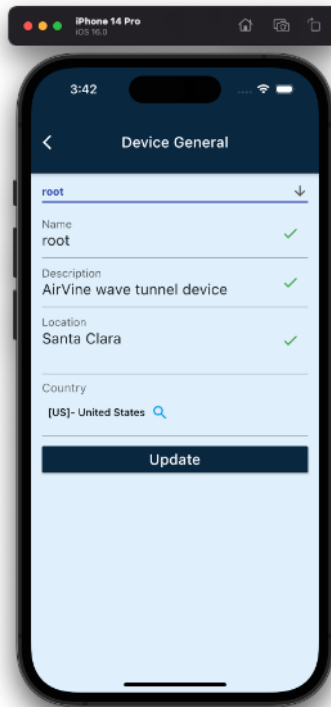 iPhone 14 Pro
iOS 16.0
3:42
Device General
root
Name
root
Description
AirVine wave tunnel device
Location
Santa Clara
Country
[US]- United States
Update